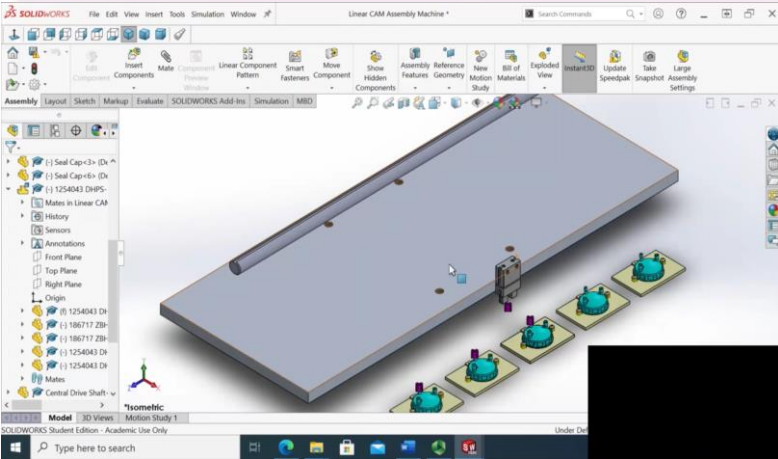 SOLIDWORKS File Edit View Insert Tools Simulation Window Linear CAM Assembly Machine * Search Commands
Edit Component Insert Components Mate Component Preview Window Linear Component Pattern Smart Fasteners Move Component Show Hidden Components Assembly Features Reference Geometry New Motion Study Bill of Materials Exploded View Instant3D Update Speedpak Take Snapshot Large Assembly Settings
Assembly Layout Sketch Markup Evaluate SOLIDWORKS Add-Ins Simulation MBD
(-) Seal Cap<3> (De
(-) Seal Cap<6> (De
(-) 1254043 DHPS-
Mates in Linear CAM
History
Sensors
Annotations
Front Plane
Top Plane
Right Plane
Origin
(f) 1254043 DH
(-) 186717 ZBH
(-) 186717 ZBH
(-) 1254043 DH
(-) 1254043 DH
Mates
Central Drive Shaft-
*Isometric
Model 3D Views Motion Study 1
SOLIDWORKS Student Edition - Academic Use Only Under Def
Type here to search